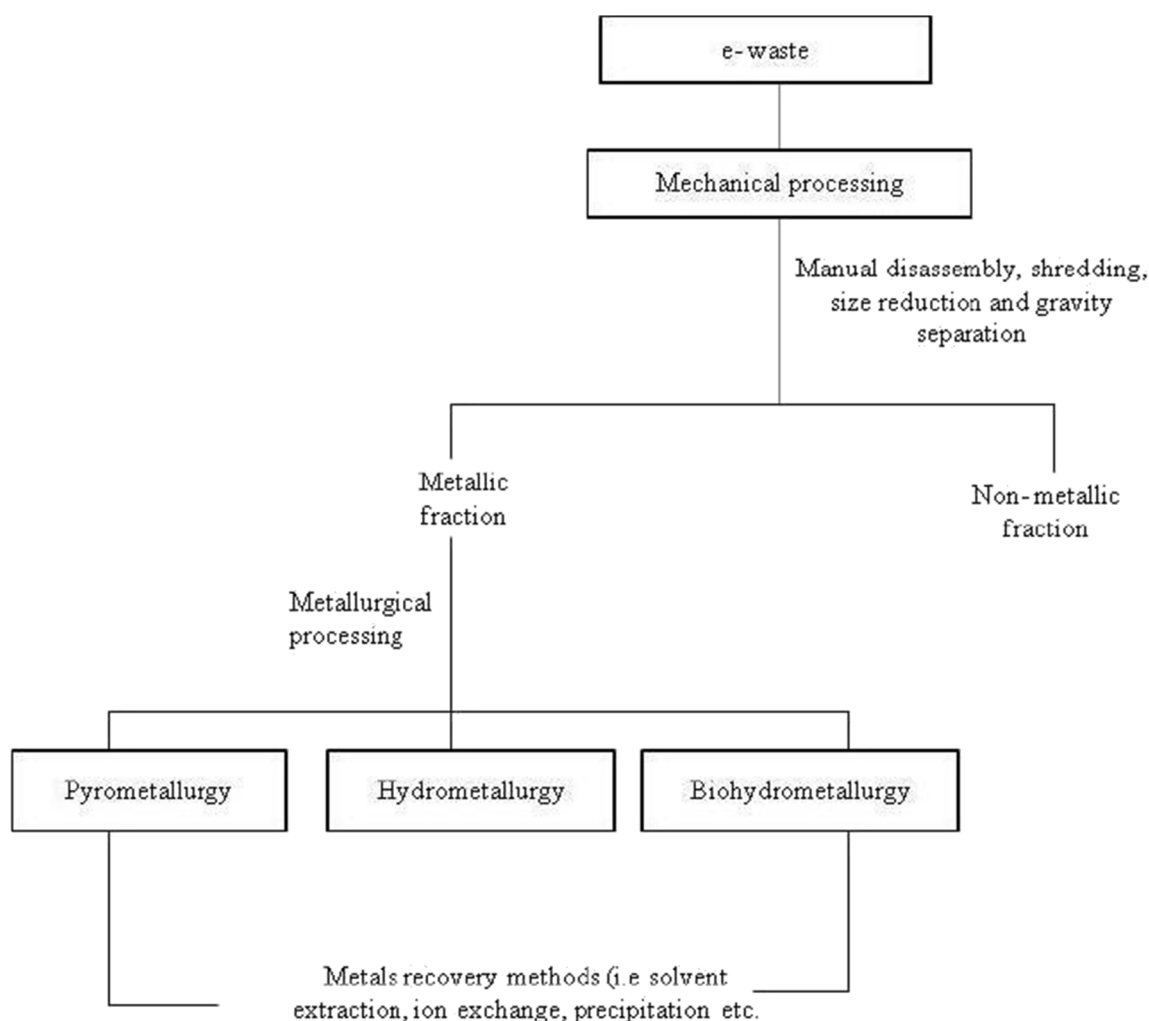 e-waste
Mechanical processing
Manual disassembly, shredding,
size reduction and gravity
separation
Metallic
fraction
Non-metallic
fraction
Metallurgical
processing
Pyrometallurgy
Hydrometallurgy
Biohydrometallurgy
Metals recovery methods (i.e solvent
extraction, ion exchange, precipitation etc.